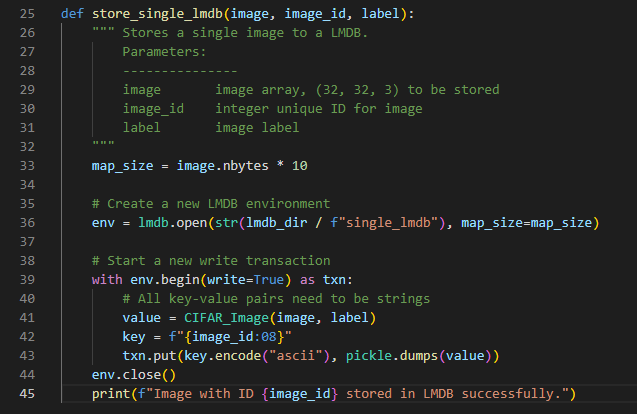 25 def store_single_lmdb(image, image_id, label):
26     """ Stores a single image to a LMDB.
27         Parameters:
28         ---------------
29         image       image array, (32, 32, 3) to be stored
30         image_id    integer unique ID for image
31         label       image label
32     """
33     map_size = image.nbytes * 10
34
35     # Create a new LMDB environment
36     env = lmdb.open(str(lmdb_dir / f"single_lmdb"), map_size=map_size)
37
38     # Start a new write transaction
39     with env.begin(write=True) as txn:
40         # All key-value pairs need to be strings
41         value = CIFAR_Image(image, label)
42         key = f"{image_id:08}"
43         txn.put(key.encode("ascii"), pickle.dumps(value))
44     env.close()
45     print(f"Image with ID {image_id} stored in LMDB successfully.")